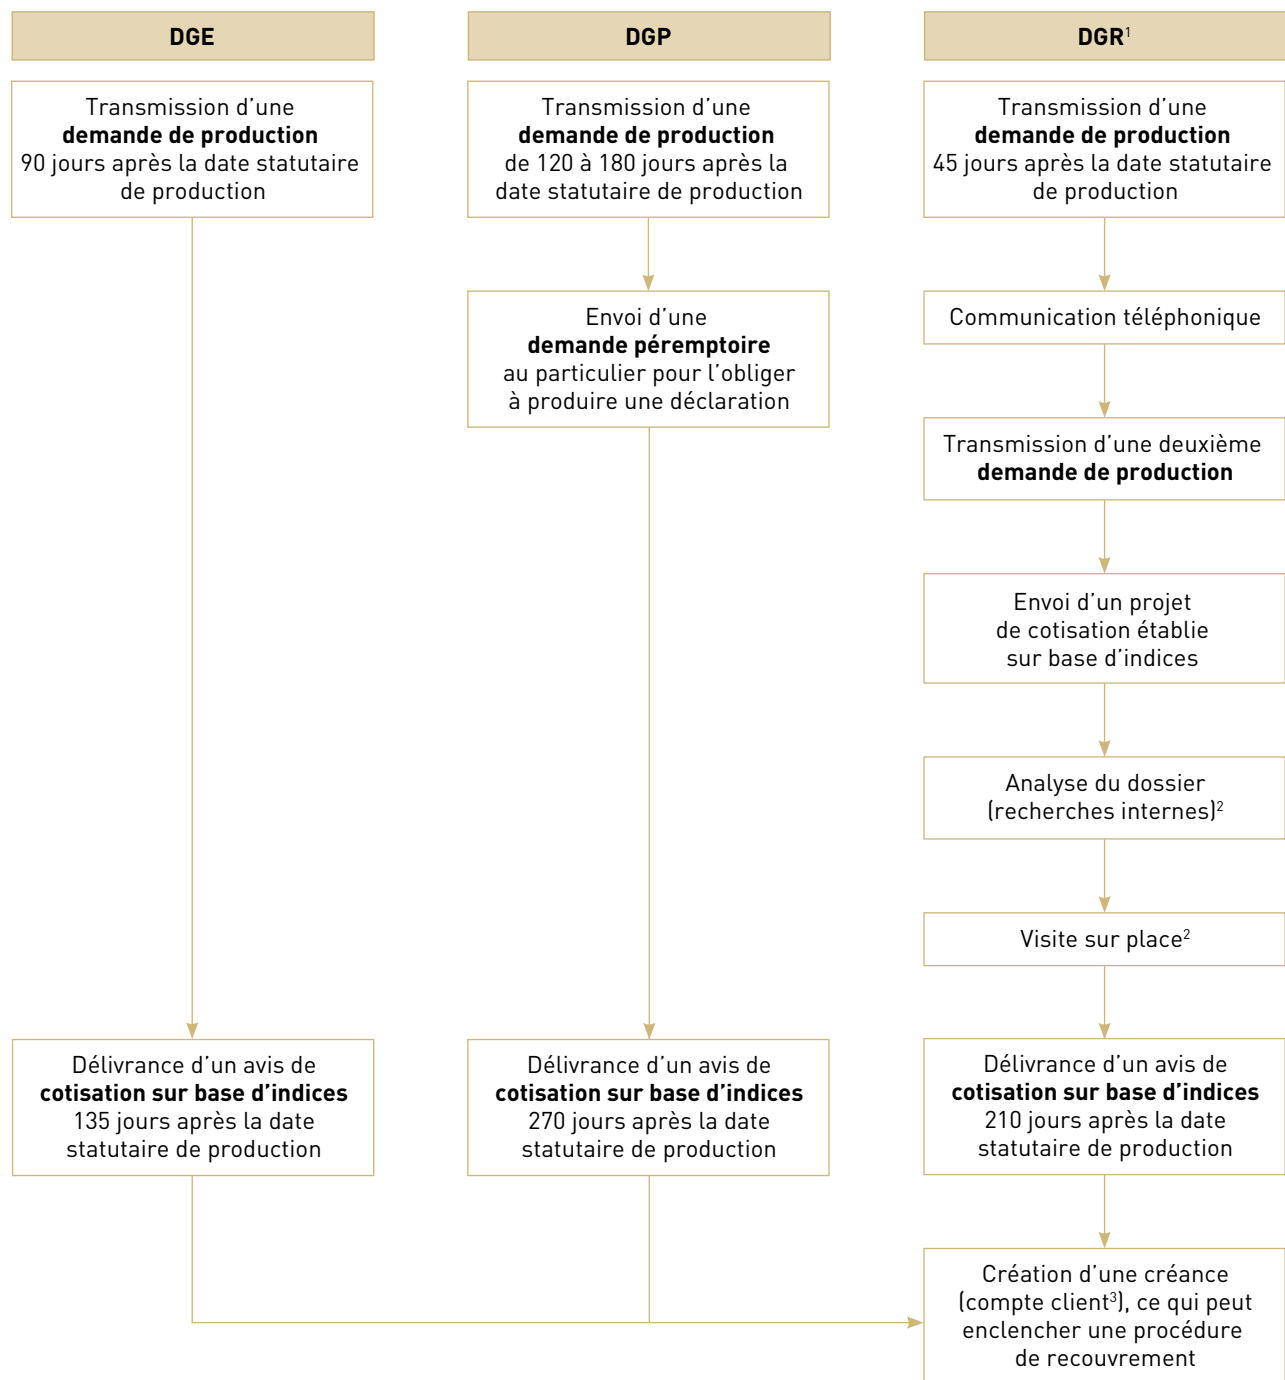 DGE
DGP
DGR¹
Transmission d’une
demande de production
90 jours après la date statutaire
de production
Transmission d’une
demande de production
de 120 à 180 jours après la
date statutaire de production
Transmission d’une
demande de production
45 jours après la date statutaire
de production
Envoi d’une
demande péremptoire
au particulier pour l’obliger
à produire une déclaration
Communication téléphonique
Transmission d’une deuxième
demande de production
Envoi d’un projet
de cotisation établie
sur base d’indices
Analyse du dossier
(recherches internes)²
Visite sur place²
Délivrance d’un avis de
cotisation sur base d’indices
135 jours après la date
statutaire de production
Délivrance d’un avis de
cotisation sur base d’indices
270 jours après la date
statutaire de production
Délivrance d’un avis de
cotisation sur base d’indices
210 jours après la date
statutaire de production
Création d’une créance
(compte client³), ce qui peut
enclencher une procédure
de recouvrement